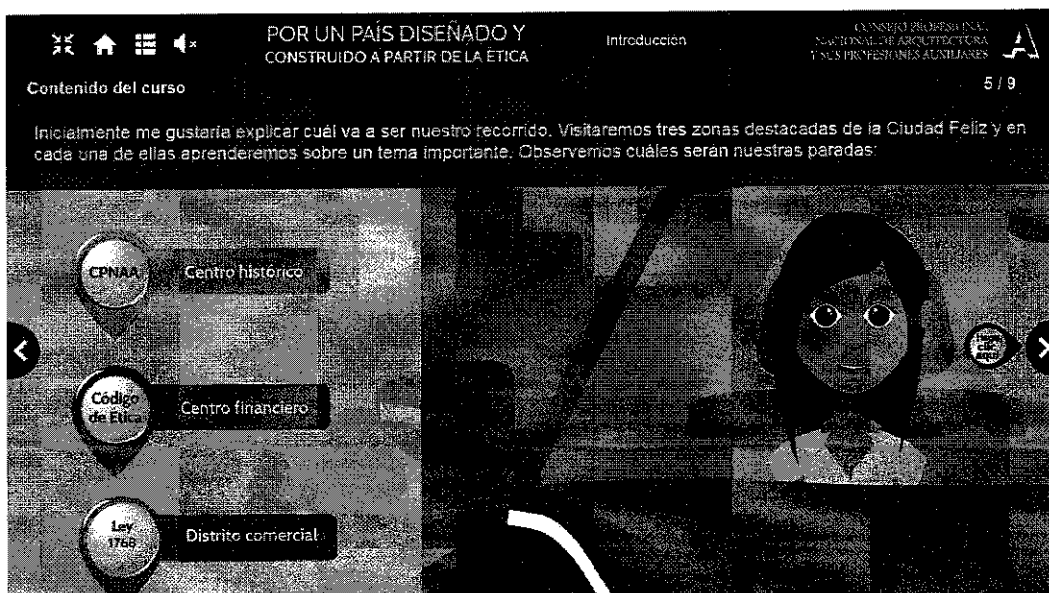 POR UN PAÍS DISEÑADO Y
CONSTRUIDO A PARTIR DE LA ÉTICA
Introducción
CONSEJO PROFESIONAL
NACIONAL DE ARQUITECTURA
Y SUS PROFESIONES AUXILIARES
Contenido del curso
5 / 9
Inicialmente me gustaría explicar cuál va a ser nuestro recorrido. Visitaremos tres zonas destacadas de la Ciudad Feliz y en
cada una de ellas aprenderemos sobre un tema importante. Observemos cuáles serán nuestras paradas:
CPNAA
Centro histórico
Código
de Ética
Centro financiero
Ley
1768
Distrito comercial